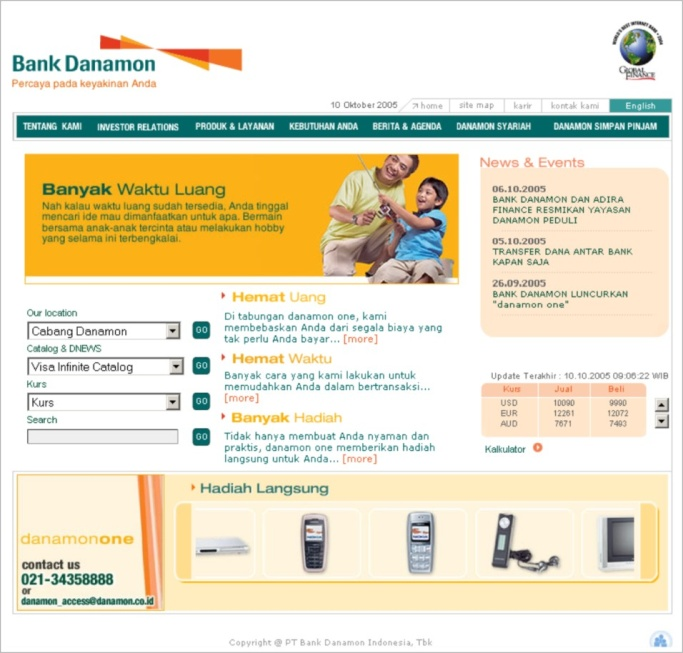 Bank Danamon
Percaya pada keyakinan Anda
WORLD'S BEST INTERNET BANK
GLOBAL
FINANCE
10 Oktober 2005
home
site map
karir
kontak kami
English
TENTANG KAMI
INVESTOR RELATIONS
PRODUK & LAYANAN
KEBUTUHAN ANDA
BERITA & AGENDA
DANAMON SYARIAH
DANAMON SIMPAN PINJAM
Banyak Waktu Luang
Nah kalau waktu luang sudah tersedia, Anda tinggal
mencari ide mau dimanfaatkan untuk apa. Bermain
bersama anak-anak tercinta atau melakukan hobby
yang selama ini terbengkalai.
News & Events
06.10.2005
BANK DANAMON DAN ADIRA
FINANCE RESMIKAN YAYASAN
DANAMON PEDULI
05.10.2005
TRANSFER DANA ANTAR BANK
KAPAN SAJA
26.09.2005
BANK DANAMON LUNCURKAN
"danamon one"
Our location
Cabang Danamon
GO
Catalog & DNEWS
Visa Infinite Catalog
GO
Kurs
Kurs
GO
Search
GO
Hemat Uang
Di tabungan danamon one, kami
membebaskan Anda dari segala biaya yang
tak perlu Anda bayar... [more]
Hemat Waktu
Banyak cara yang kami lakukan untuk
memudahkan Anda dalam bertransaksi...
[more]
Banyak Hadiah
Tidak hanya membuat Anda nyaman dan
praktis, danamon one memberikan hadiah
langsung untuk Anda... [more]
Update Terakhir : 10.10.2005 09:06:22 WIB
Kurs Jual Beli
USD 10090 9990
EUR 12261 12072
AUD 7671 7493
Kalkulator
danamonone
contact us
021-34358888
or
danamon_access@danamon.co.id
Hadiah Langsung
Copyright @ PT Bank Danamon Indonesia, Tbk